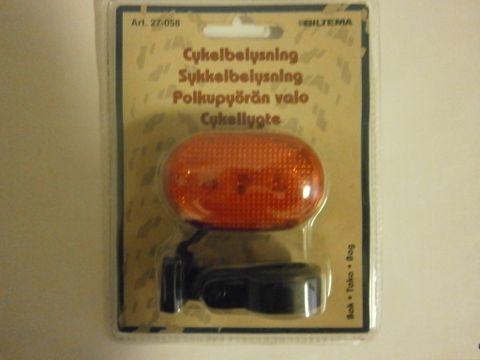 Art. 27-058
BILTEMA
Cykelbelysning
Sykkelbelysning
Polkupyörän valo
Cykellygte
Bak • Taka • Bag